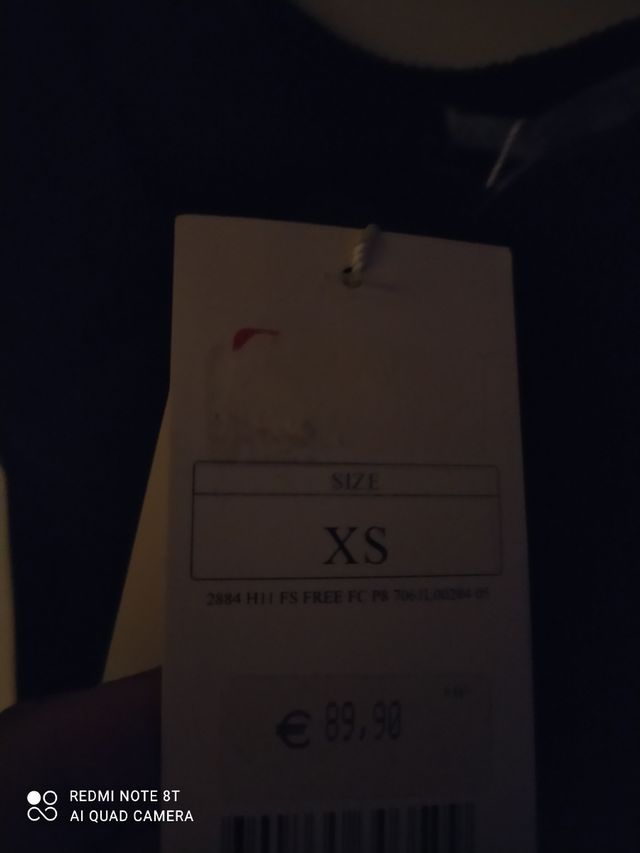 SIZE
XS
2884 H11 FS FREE FC P8 7061L00284-05
€ 89,90
REDMI NOTE 8T
AI QUAD CAMERA